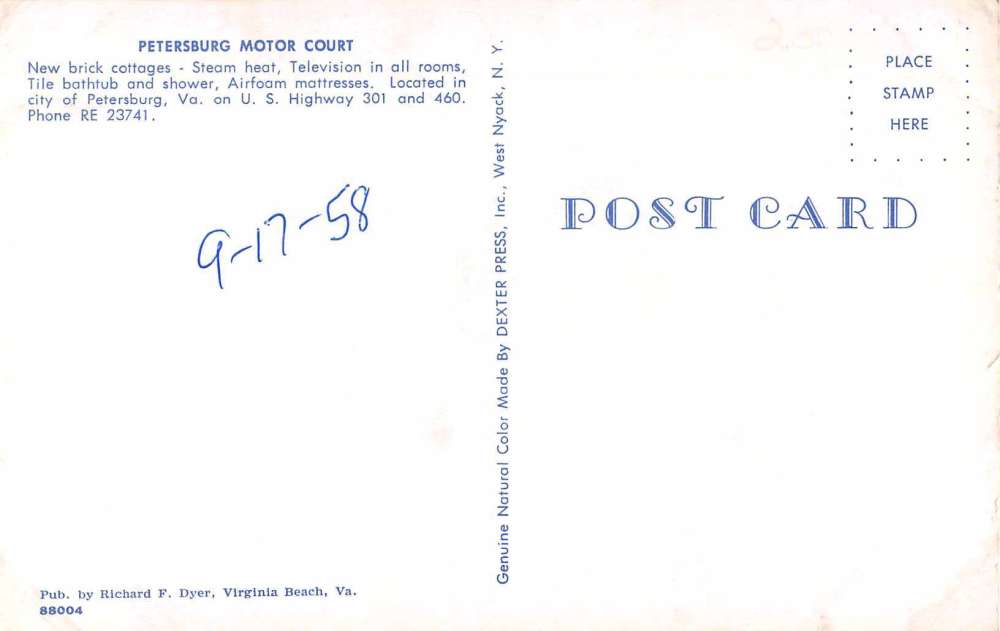 PETERSBURG MOTOR COURT
New brick cottages - Steam heat, Television in all rooms,
Tile bathtub and shower, Airfoam mattresses. Located in
city of Petersburg, Va. on U. S. Highway 301 and 460.
Phone RE 23741.
9-17-58
Pub. by Richard F. Dyer, Virginia Beach, Va.
88004
Genuine Natural Color Made By DEXTER PRESS, Inc., West Nyack, N. Y.
PLACE
STAMP
HERE
POST CARD